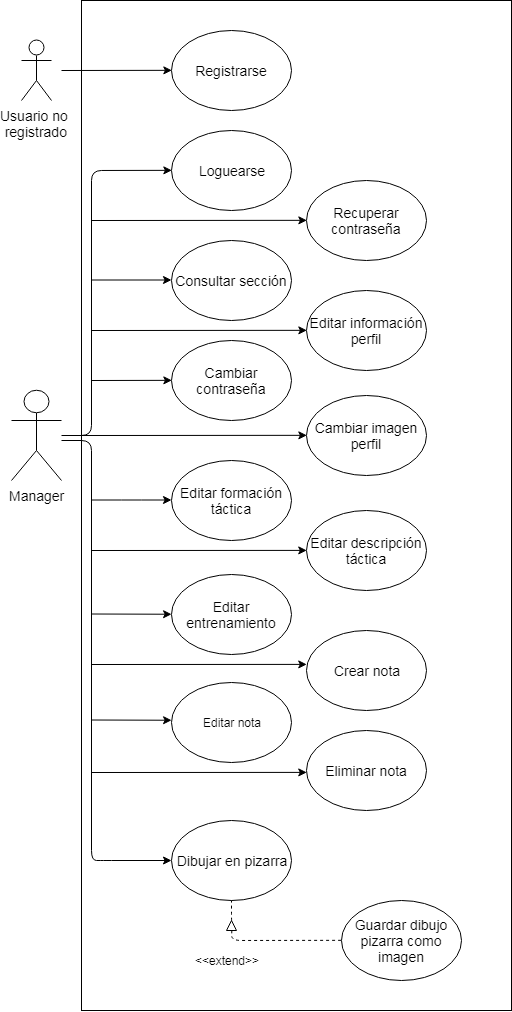 Registrarse
Usuario no
registrado
Loguearse
Recuperar
contraseña
Consultar sección
Editar información
perfil
Cambiar
contraseña
Cambiar imagen
perfil
Manager
Editar formación
táctica
Editar descripción
táctica
Editar
entrenamiento
Crear nota
Editar nota
Eliminar nota
Dibujar en pizarra
Guardar dibujo
pizarra como
imagen
<<extend>>